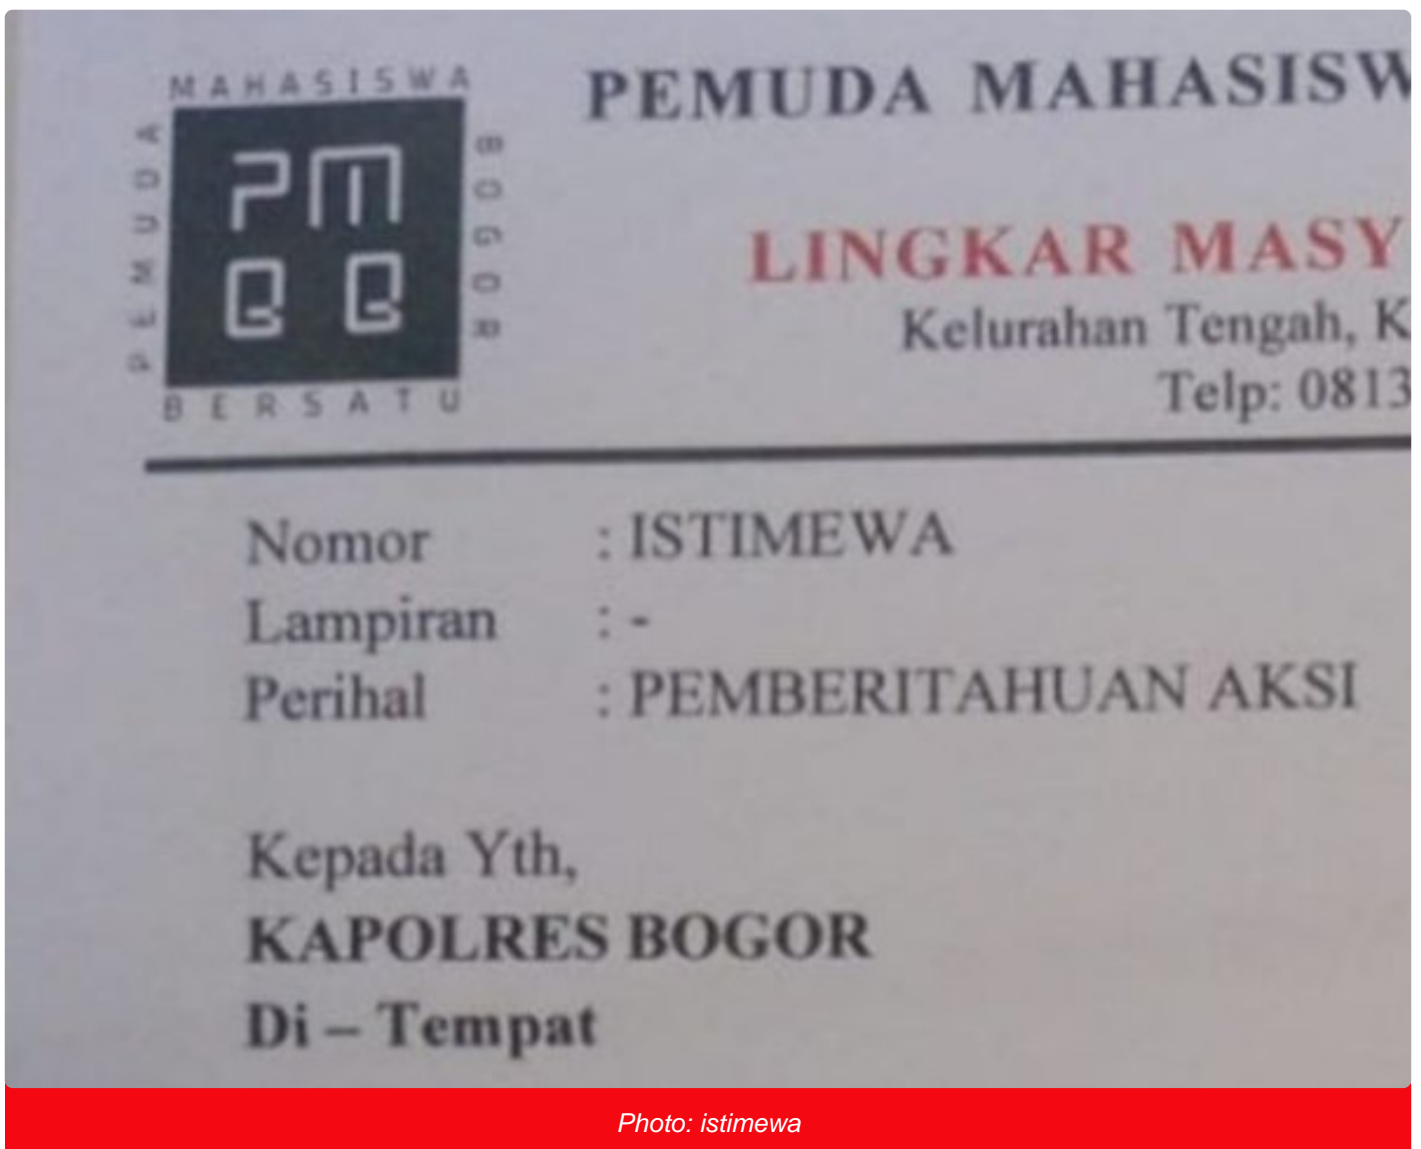 MAHASISWA
PEMUDA
PM
BB
BOGOR
BERSATU
PEMUDA MAHASISW
LINGKAR MASY
Kelurahan Tengah, K
Telp: 0813
Nomor : ISTIMEWA
Lampiran : -
Perihal : PEMBERITAHUAN AKSI
Kepada Yth,
KAPOLRES BOGOR
Di – Tempat
Photo: istimewa